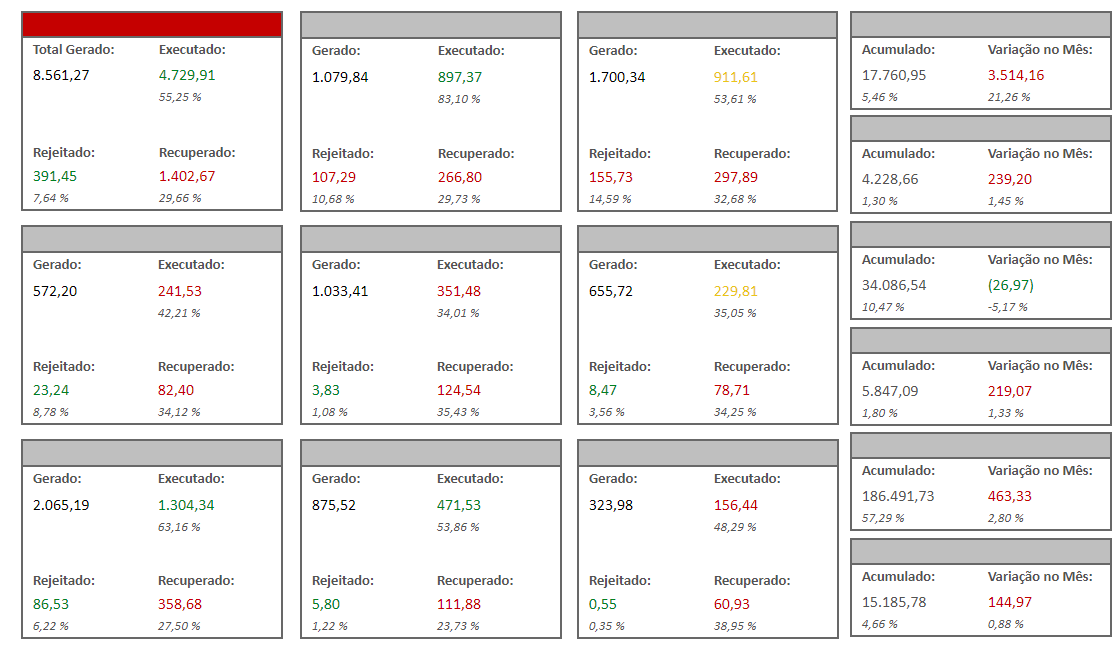 Total Gerado: Executado:
8.561,27 4.729,91
55,25 %
Rejeitado: Recuperado:
391,45 1.402,67
7,64 % 29,66 %
Gerado: Executado:
1.079,84 897,37
83,10 %
Rejeitado: Recuperado:
107,29 266,80
10,68 % 29,73 %
Gerado: Executado:
1.700,34 911,61
53,61 %
Rejeitado: Recuperado:
155,73 297,89
14,59 % 32,68 %
Gerado: Executado:
572,20 241,53
42,21 %
Rejeitado: Recuperado:
23,24 82,40
8,78 % 34,12 %
Gerado: Executado:
1.033,41 351,48
34,01 %
Rejeitado: Recuperado:
3,83 124,54
1,08 % 35,43 %
Gerado: Executado:
655,72 229,81
35,05 %
Rejeitado: Recuperado:
8,47 78,71
3,56 % 34,25 %
Gerado: Executado:
2.065,19 1.304,34
63,16 %
Rejeitado: Recuperado:
86,53 358,68
6,22 % 27,50 %
Gerado: Executado:
875,52 471,53
53,86 %
Rejeitado: Recuperado:
5,80 111,88
1,22 % 23,73 %
Gerado: Executado:
323,98 156,44
48,29 %
Rejeitado: Recuperado:
0,55 60,93
0,35 % 38,95 %
Acumulado: Variação no Mês:
17.760,95 3.514,16
5,46 % 21,26 %
Acumulado: Variação no Mês:
4.228,66 239,20
1,30 % 1,45 %
Acumulado: Variação no Mês:
34.086,54 (26,97)
10,47 % -5,17 %
Acumulado: Variação no Mês:
5.847,09 219,07
1,80 % 1,33 %
Acumulado: Variação no Mês:
186.491,73 463,33
57,29 % 2,80 %
Acumulado: Variação no Mês:
15.185,78 144,97
4,66 % 0,88 %